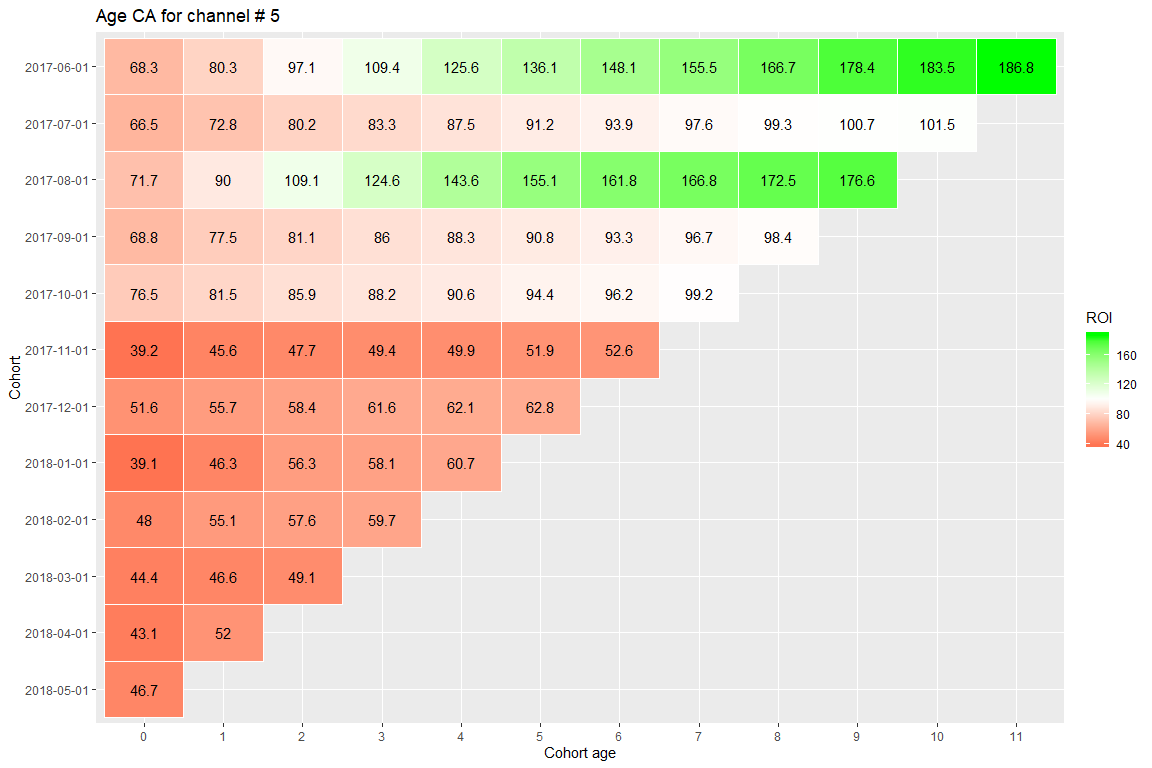 Age CA for channel # 5
2017-06-01 68.3 80.3 97.1 109.4 125.6 136.1 148.1 155.5 166.7 178.4 183.5 186.8
2017-07-01 66.5 72.8 80.2 83.3 87.5 91.2 93.9 97.6 99.3 100.7 101.5
2017-08-01 71.7 90 109.1 124.6 143.6 155.1 161.8 166.8 172.5 176.6
2017-09-01 68.8 77.5 81.1 86 88.3 90.8 93.3 96.7 98.4
2017-10-01 76.5 81.5 85.9 88.2 90.6 94.4 96.2 99.2
2017-11-01 39.2 45.6 47.7 49.4 49.9 51.9 52.6
2017-12-01 51.6 55.7 58.4 61.6 62.1 62.8
2018-01-01 39.1 46.3 56.3 58.1 60.7
2018-02-01 48 55.1 57.6 59.7
2018-03-01 44.4 46.6 49.1
2018-04-01 43.1 52
2018-05-01 46.7
0 1 2 3 4 5 6 7 8 9 10 11
Cohort age
Cohort
ROI
160
120
80
40